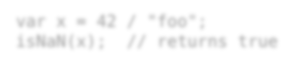 var x = 42 / "foo";
isNaN(x);  // returns true